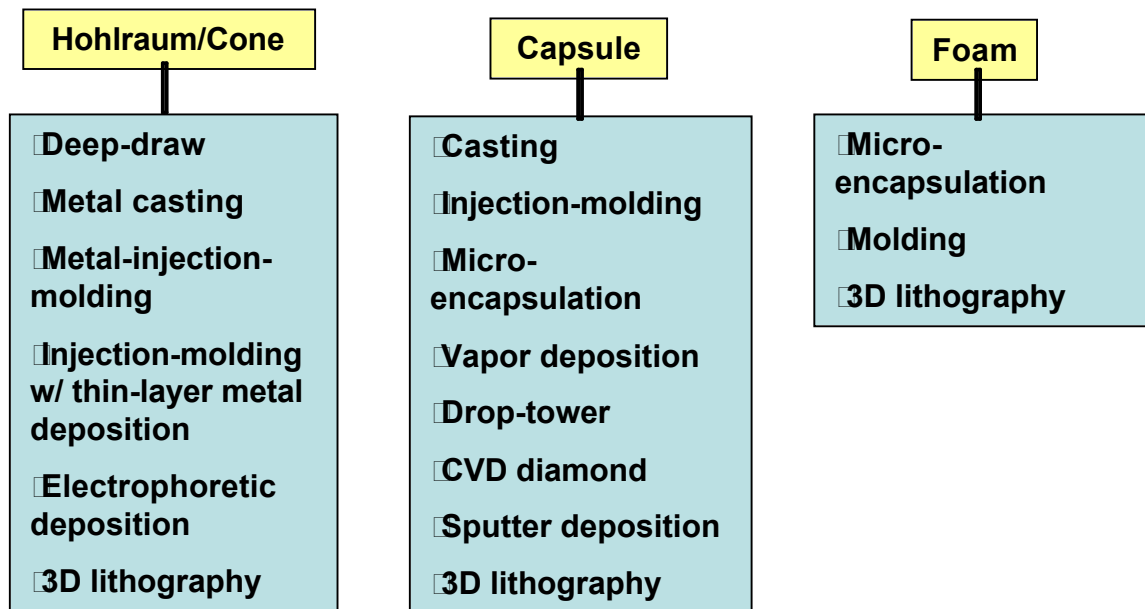 Hohlraum/Cone
Deep-draw
Metal casting
Metal-injection-
molding
Injection-molding
w/ thin-layer metal
deposition
Electrophoretic
deposition
3D lithography
Capsule
Casting
Injection-molding
Micro-
encapsulation
Vapor deposition
Drop-tower
CVD diamond
Sputter deposition
3D lithography
Foam
Micro-
encapsulation
Molding
3D lithography